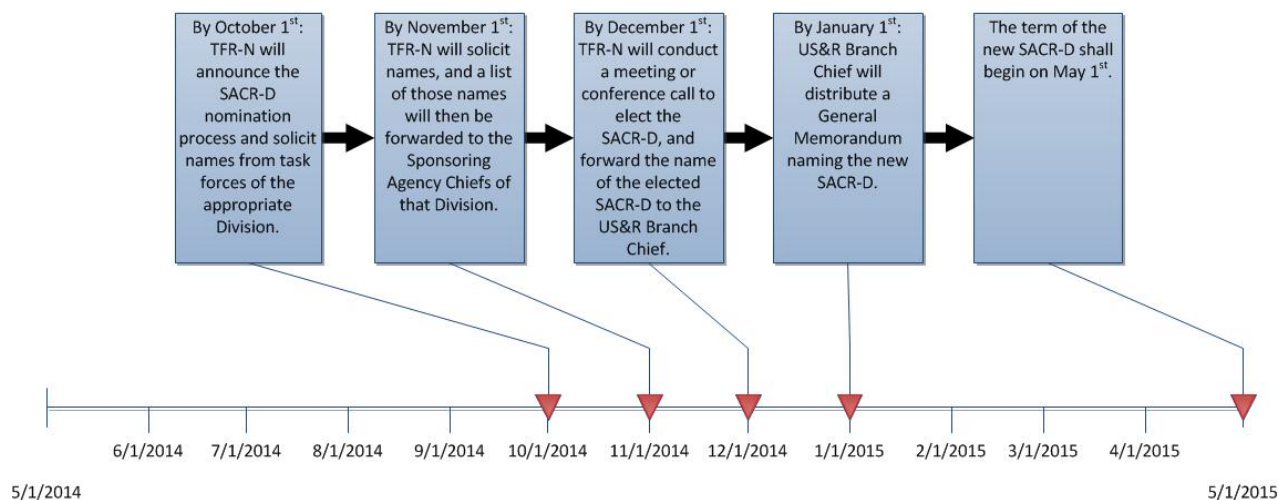 By October 1st:
TFR-N will
announce the
SACR-D
nomination
process and solicit
names from task
forces of the
appropriate
Division.
By November 1st:
TFR-N will solicit
names, and a list
of those names
will then be
forwarded to the
Sponsoring
Agency Chiefs of
that Division.
By December 1st:
TFR-N will conduct
a meeting or
conference call to
elect the
SACR-D, and
forward the name
of the elected
SACR-D to the
US&R Branch
Chief.
By January 1st:
US&R Branch
Chief will
distribute a
General
Memorandum
naming the new
SACR-D.
The term of the
new SACR-D shall
begin on May 1st.
6/1/2014
7/1/2014
8/1/2014
9/1/2014
10/1/2014
11/1/2014
12/1/2014
1/1/2015
2/1/2015
3/1/2015
4/1/2015
5/1/2014
5/1/2015